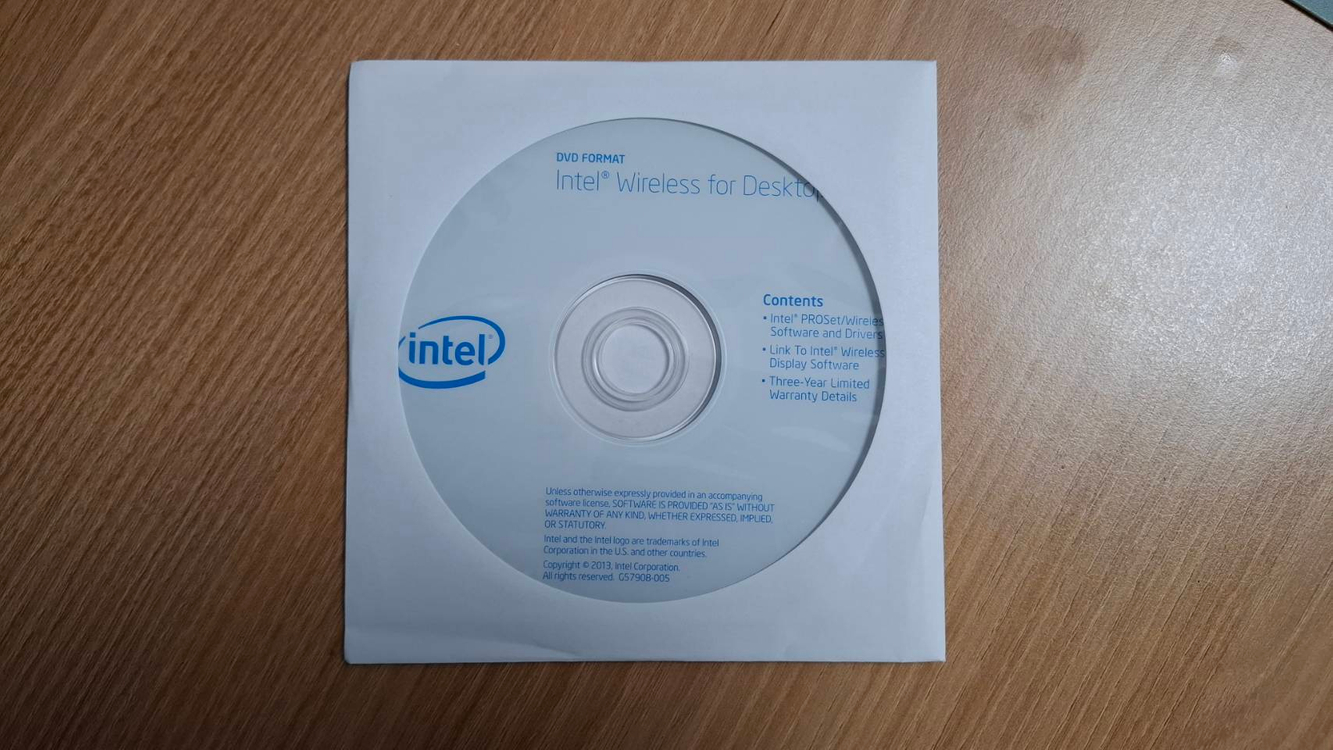 DVD FORMAT
Intel® Wireless for Desktop
intel®
Contents
• Intel® PROSet/Wireles
Software and Drivers
• Link To Intel® Wireless
Display Software
• Three-Year Limited
Warranty Details
Unless otherwise expressly provided in an accompanying
software license, SOFTWARE IS PROVIDED "AS IS" WITHOUT
WARRANTY OF ANY KIND, WHETHER EXPRESSED, IMPLIED,
OR STATUTORY.
Intel and the Intel logo are trademarks of Intel
Corporation in the U.S. and other countries.
Copyright © 2013, Intel Corporation.
All rights reserved. G57908-005